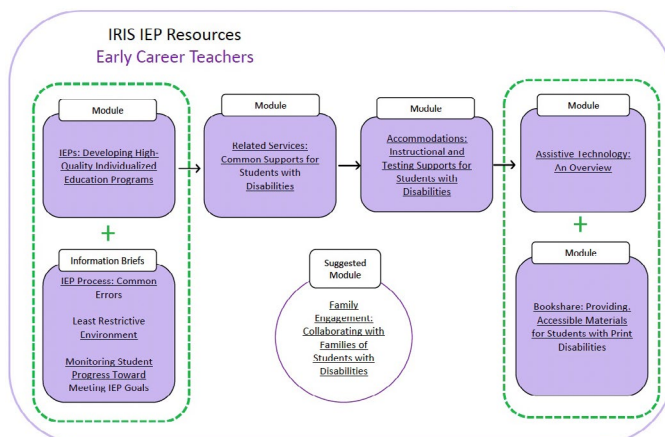 IRIS IEP Resources
Early Career Teachers
Module
IEPs: Developing High-
Quality Individualized
Education Programs
+
Information Briefs
IEP Process: Common
Errors
Least Restrictive
Environment
Monitoring Student
Progress Toward
Meeting IEP Goals
Module
Related Services:
Common Supports for
Students with
Disabilities
Module
Accommodations:
Instructional and
Testing Supports for
Students with
Disabilities
Suggested
Module
Family
Engagement:
Collaborating with
Families of
Students with
Disabilities
Module
Assistive Technology:
An Overview
+
Module
Bookshare: Providing.
Accessible Materials
for Students with Print
Disabilities